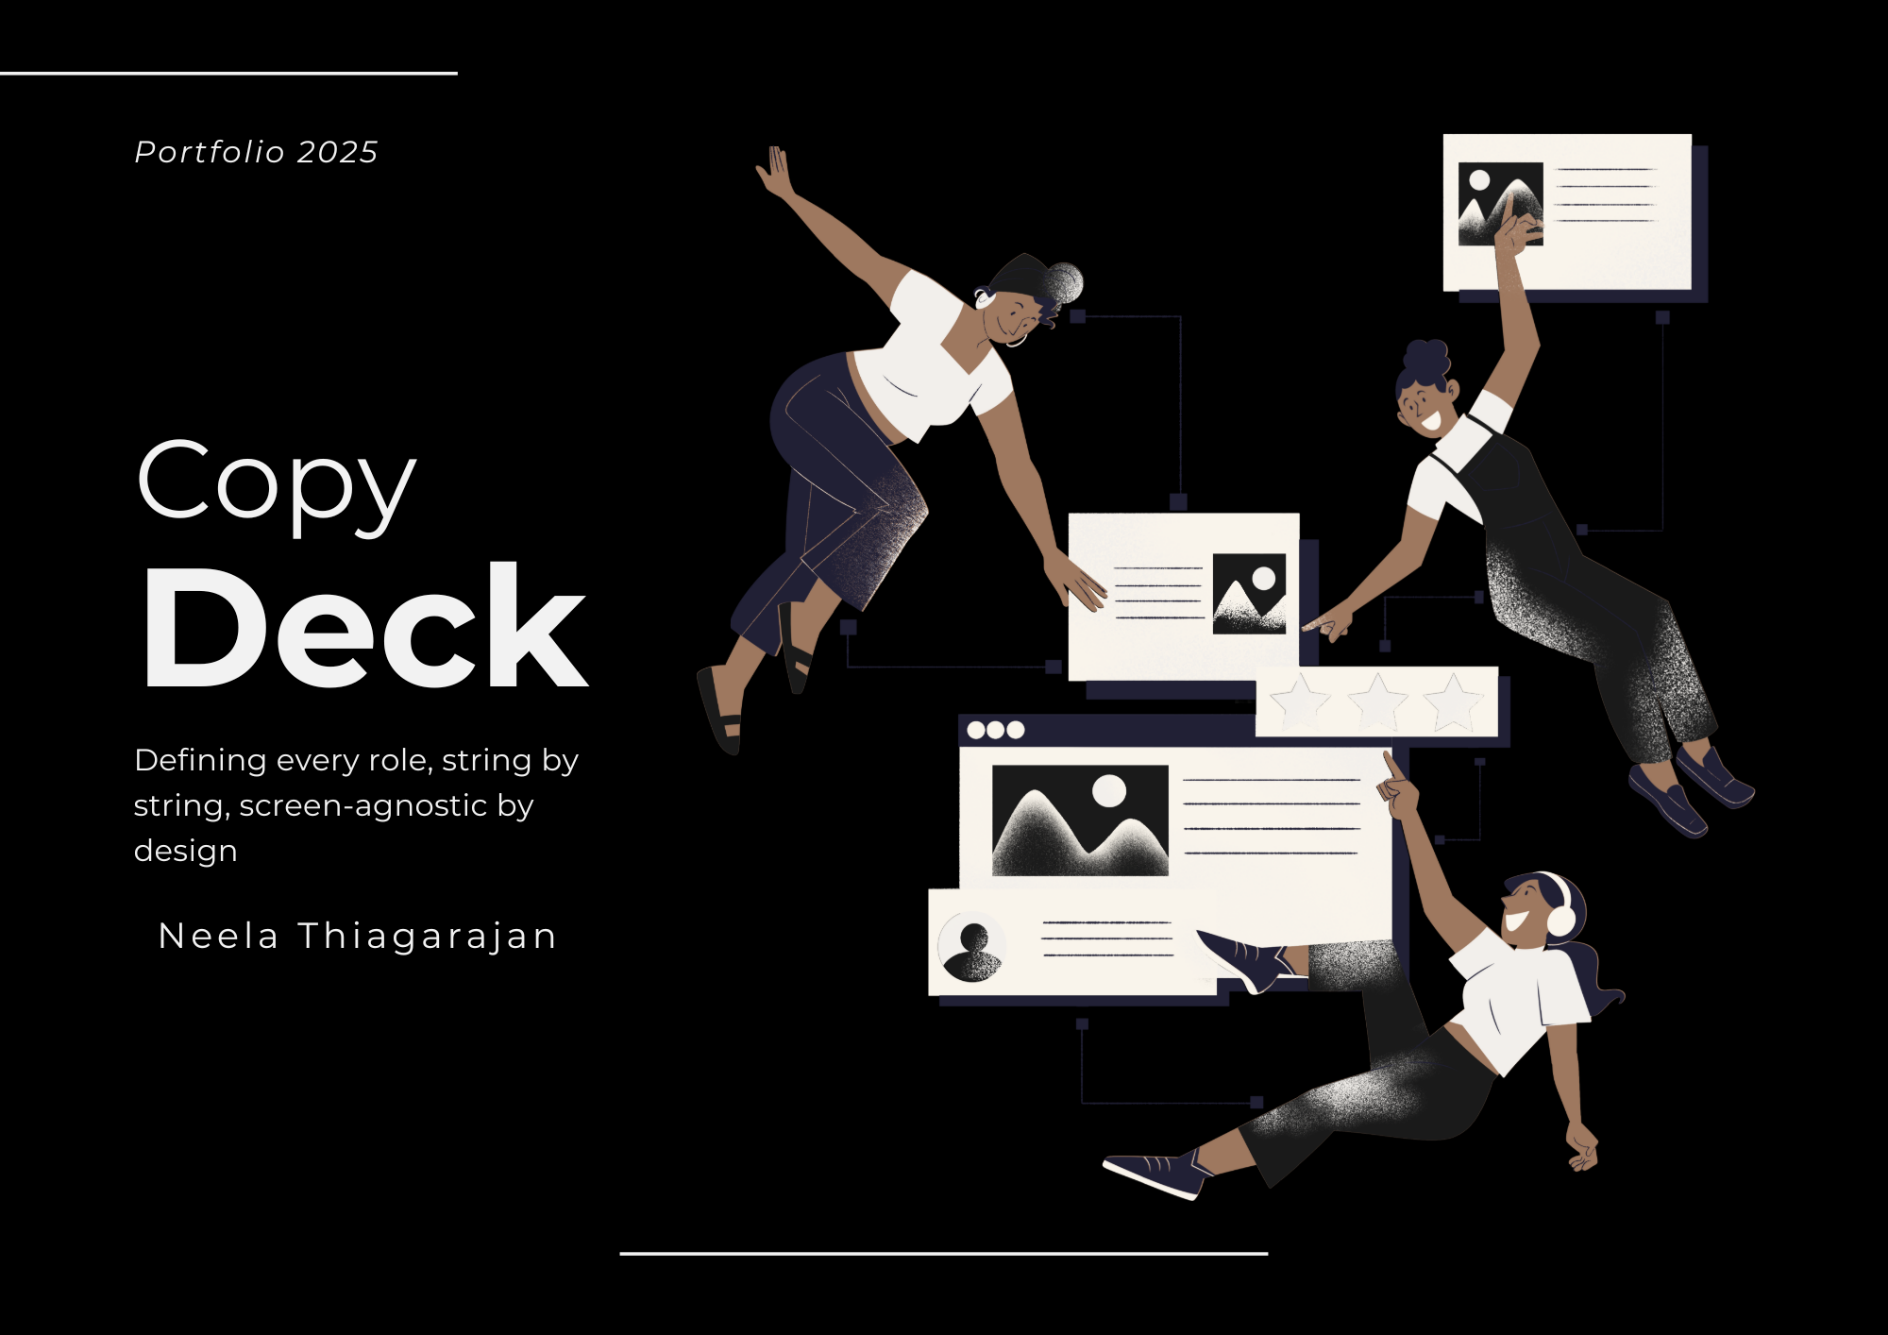 Portfolio 2025
Copy
Deck
Defining every role, string by
string, screen-agnostic by
design
Neela Thiagarajan